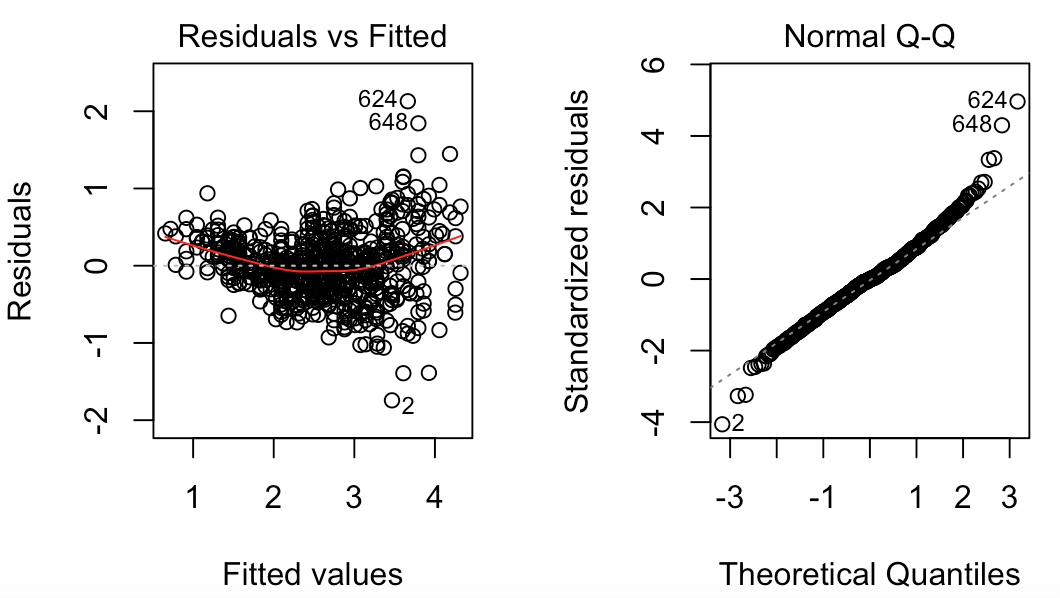 Residuals vs Fitted
Residuals
2
1
0
-1
-2
624
648
2
1 2 3 4
Fitted values
Normal Q-Q
Standardized residuals
6
4
2
0
-2
-4
624
648
2
-3 -1 1 2 3
Theoretical Quantiles